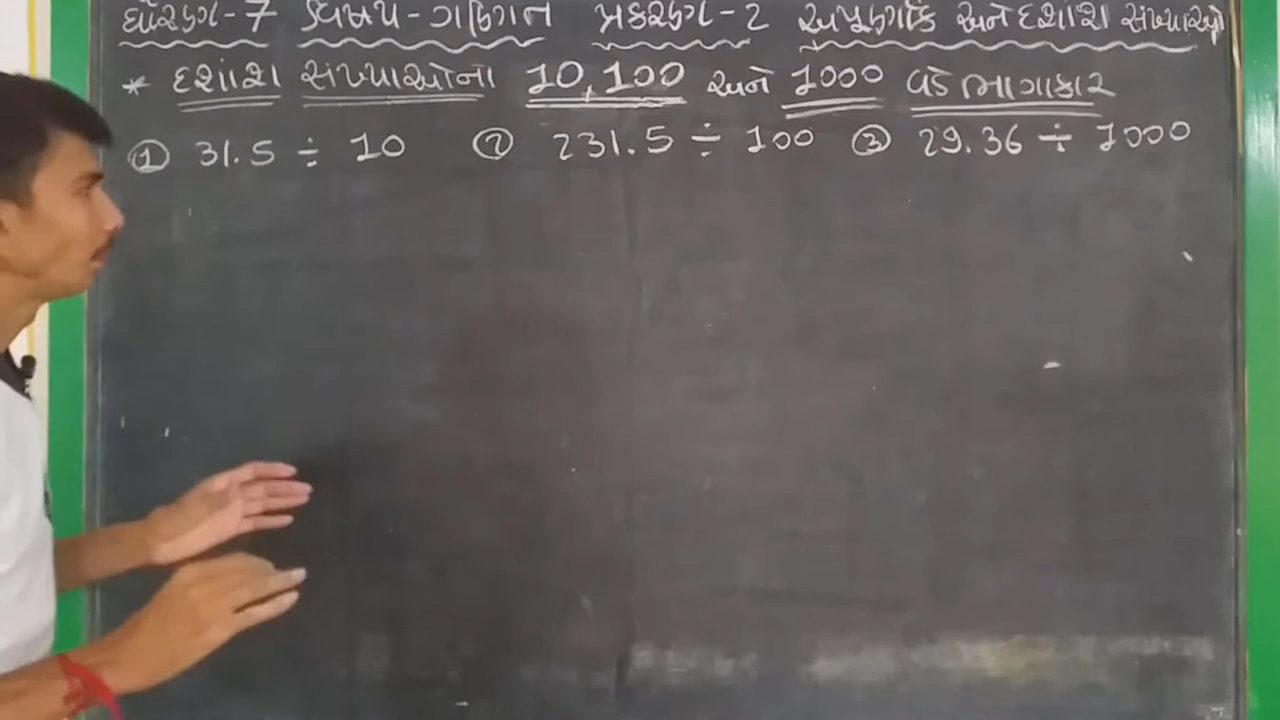 ધોરણ-7 વિષય-ગણિત પ્રકરણ-2 અપૂર્ણાંક અને દશાંશ સંખ્યાઓ
* દશાંશ સંખ્યાઓના 10,100 અને 1000 વડે ભાગાકાર
① 31.5 ÷ 10 ② 231.5 ÷ 100 ③ 29.36 ÷ 1000